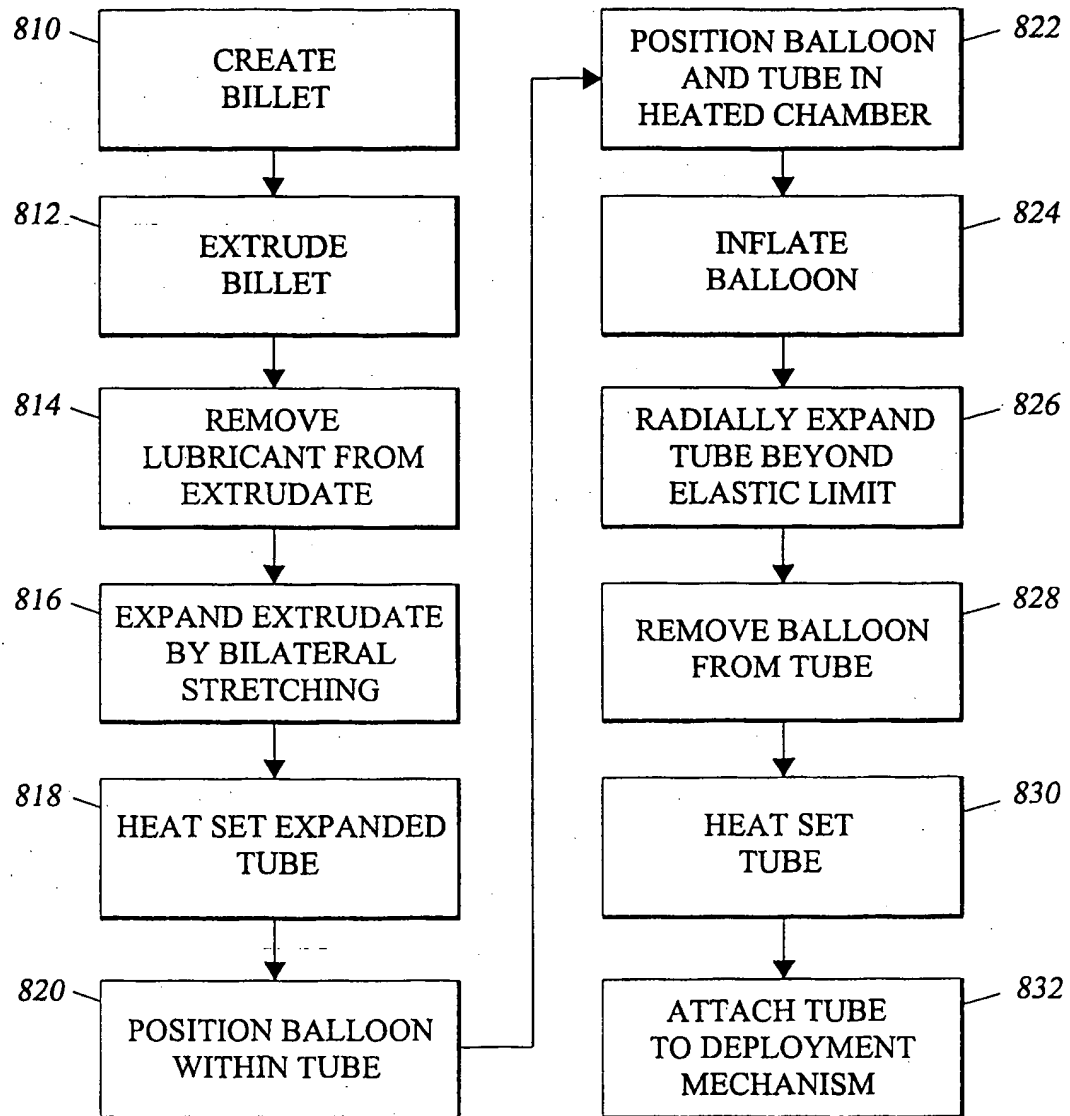 810
CREATE
BILLET
812
EXTRUDE
BILLET
814
REMOVE
LUBRICANT FROM
EXTRUDATE
816
EXPAND EXTRUDATE
BY BILATERAL
STRETCHING
818
HEAT SET EXPANDED
TUBE
820
POSITION BALLOON
WITHIN TUBE
822
POSITION BALLOON
AND TUBE IN
HEATED CHAMBER
824
INFLATE
BALLOON
826
RADIALLY EXPAND
TUBE BEYOND
ELASTIC LIMIT
828
REMOVE BALLOON
FROM TUBE
830
HEAT SET
TUBE
832
ATTACH TUBE
TO DEPLOYMENT
MECHANISM